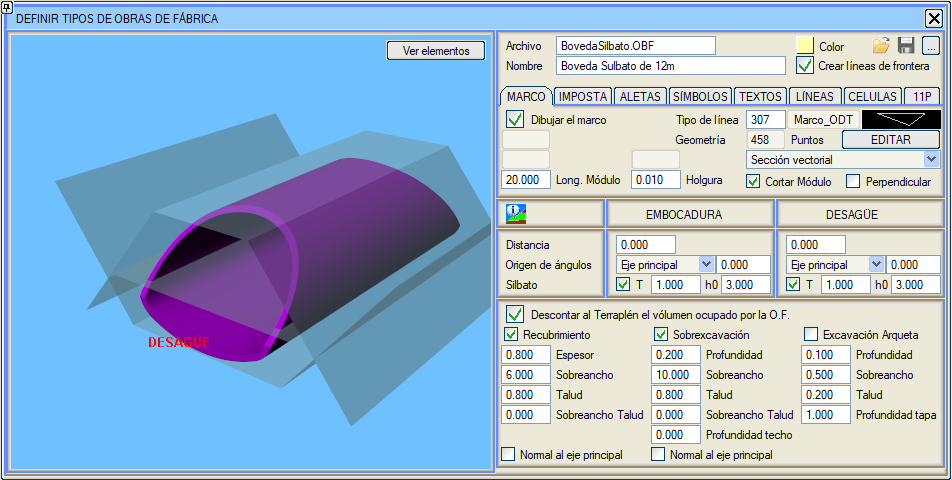 DEFINIR TIPOS DE OBRAS DE FÁBRICA
Ver elementos
DESAGÜE
Archivo BovedaSilbato.OBF Color ...
Nombre Boveda Sulbato de 12m Crear líneas de frontera
MARCO IMPOSTA ALETAS SÍMBOLOS TEXTOS LÍNEAS CELULAS 11P
Dibujar el marco Tipo de línea 307 Marco_ODT
Geometría 458 Puntos EDITAR
Sección vectorial
20.000 Long. Módulo 0.010 Holgura Cortar Módulo Perpendicular
EMBOCADURA DESAGÜE
Distancia 0.000 0.000
Origen de ángulos Eje principal 0.000 Eje principal 0.000
Silbato T 1.000 h0 3.000 T 1.000 h0 3.000
Descontar al Terraplén el vólumen ocupado por la O.F.
Recubrimiento Sobrexcavación Excavación Arqueta
0.800 Espesor 0.200 Profundidad 0.100 Profundidad
6.000 Sobreancho 10.000 Sobreancho 0.500 Sobreancho
0.800 Talud 0.800 Talud 0.200 Talud
0.000 Sobreancho Talud 0.000 Sobreancho Talud 1.000 Profundidad tapa
0.000 Profundidad techo
Normal al eje principal Normal al eje principal